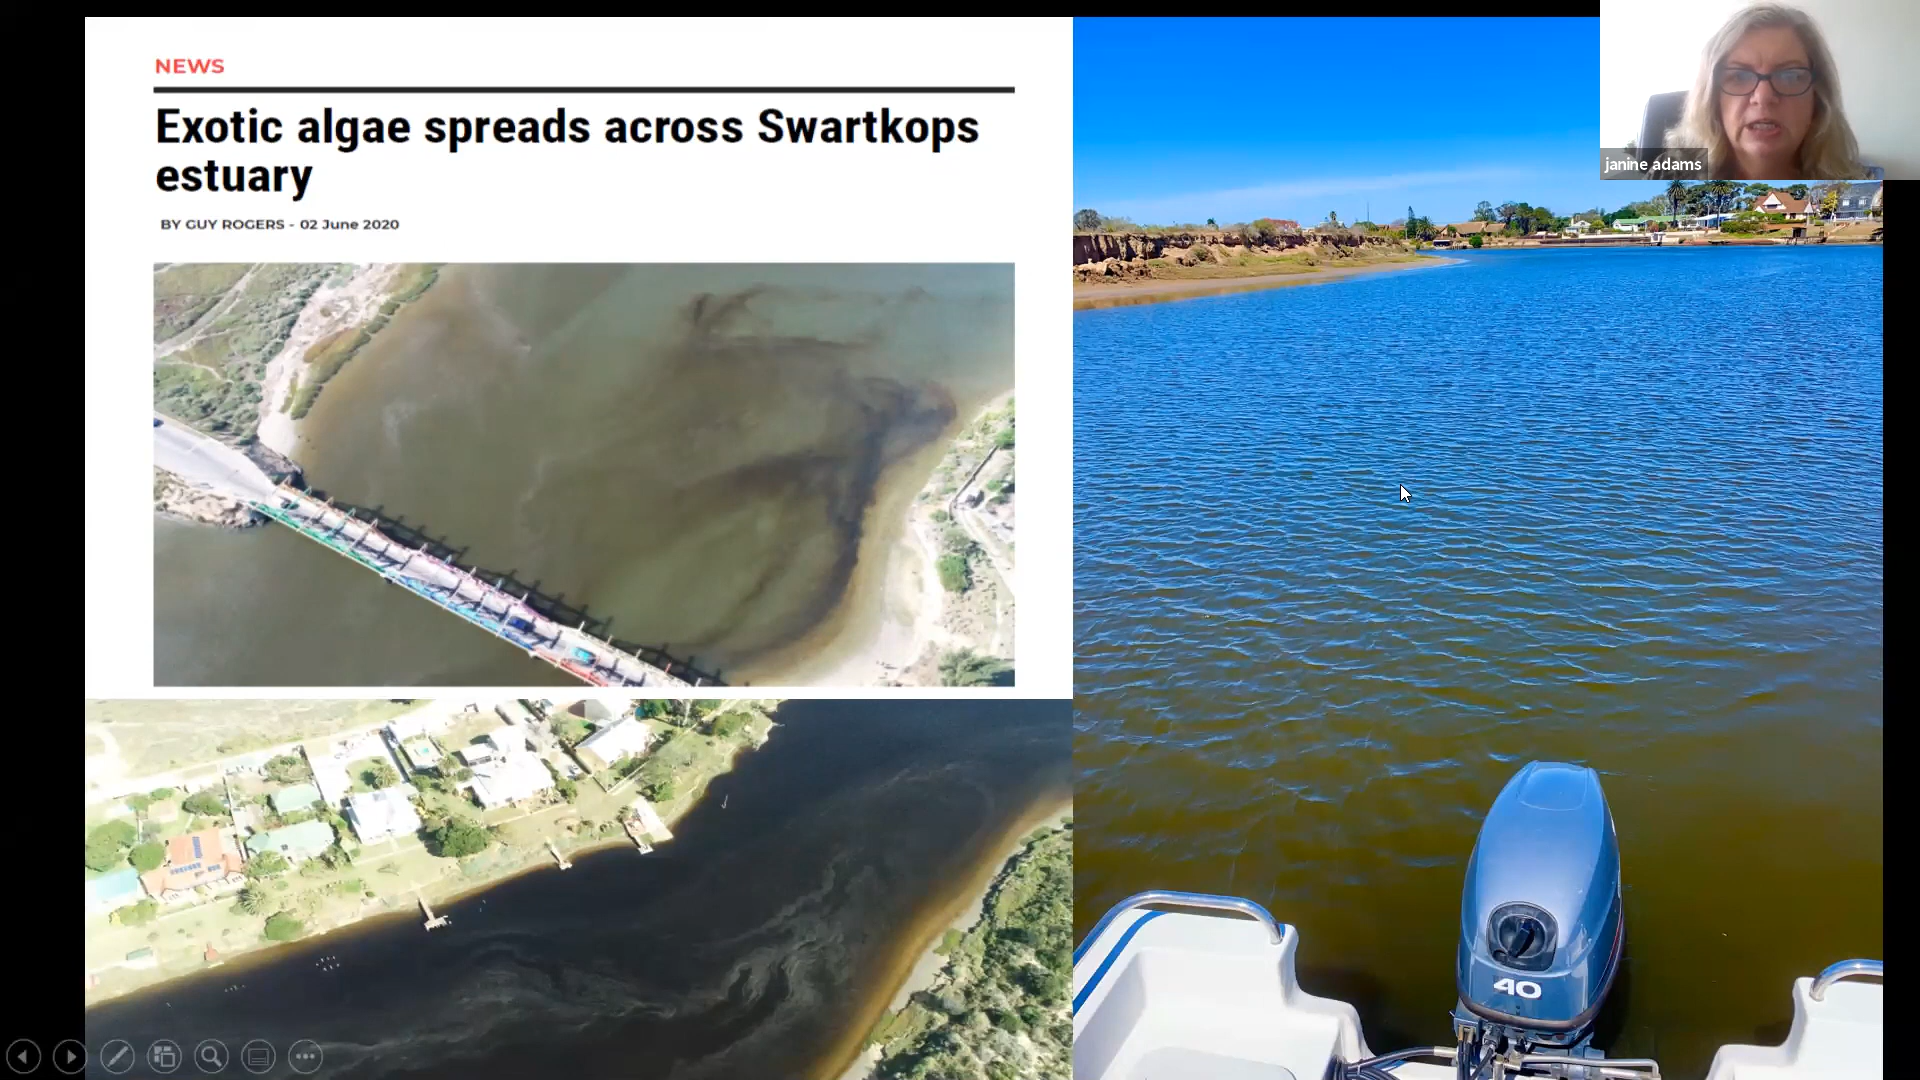 NEWS
Exotic algae spreads across Swartkops
estuary
BY GUY ROGERS - 02 June 2020
janine adams
40